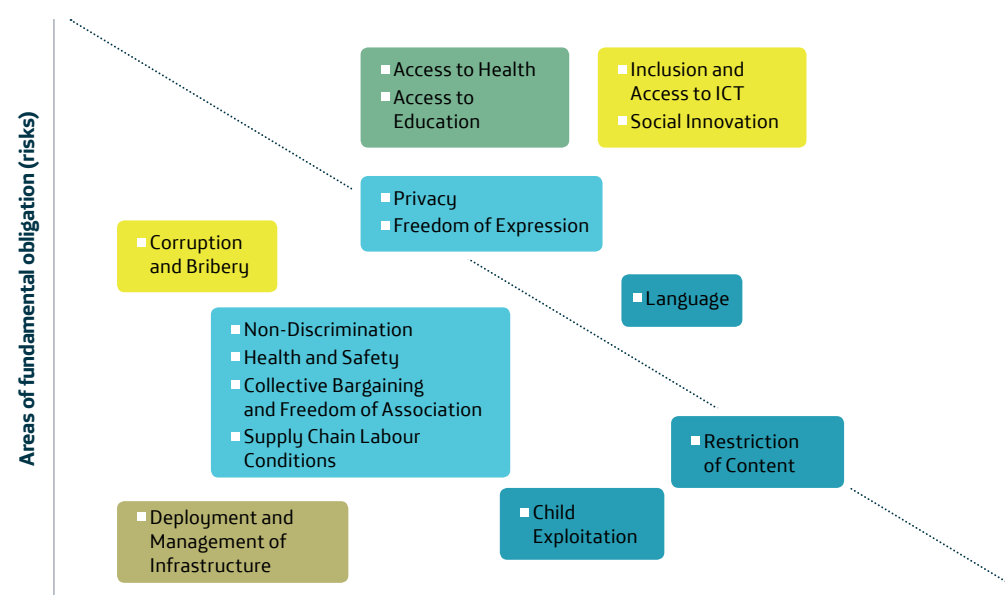 Areas of fundamental obligation (risks)
Access to Health
Access to
Education
Inclusion and
Access to ICT
Social Innovation
Privacy
Freedom of Expression
Corruption
and Bribery
Language
Non-Discrimination
Health and Safety
Collective Bargaining
and Freedom of Association
Supply Chain Labour
Conditions
Restriction
of Content
Deployment and
Management of
Infrastructure
Child
Exploitation